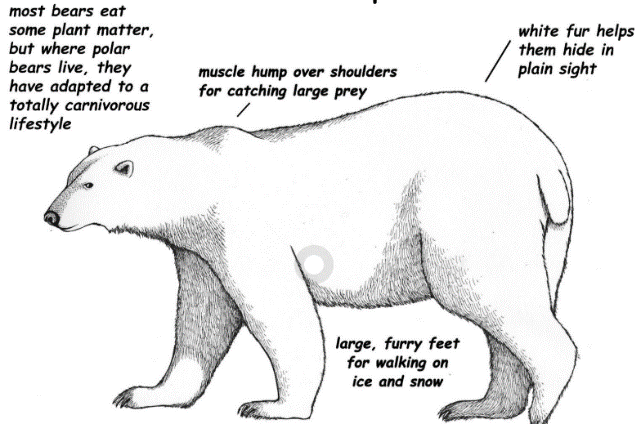 most bears eat
some plant matter,
but where polar
bears live, they
have adapted to a
totally carnivorous
lifestyle
muscle hump over shoulders
for catching large prey
white fur helps
them hide in
plain sight
large, furry feet
for walking on
ice and snow